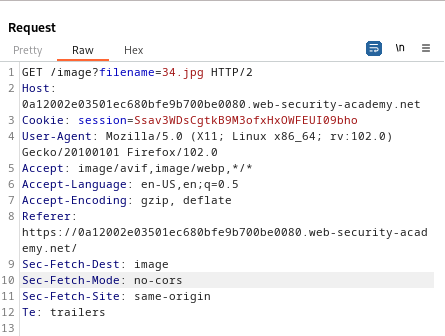 Request
Pretty Raw Hex
\n
1 GET /image?filename=34.jpg HTTP/2
2 Host:
0a12002e03501ec680bfe9b700be0080.web-security-academy.net
3 Cookie: session=Ssav3WDsCgtkB9M3ofxHxOWFEUI09bho
4 User-Agent: Mozilla/5.0 (X11; Linux x86_64; rv:102.0)
Gecko/20100101 Firefox/102.0
5 Accept: image/avif,image/webp,*/*
6 Accept-Language: en-US,en;q=0.5
7 Accept-Encoding: gzip, deflate
8 Referer:
https://0a12002e03501ec680bfe9b700be0080.web-security-acad
emy.net/
9 Sec-Fetch-Dest: image
10 Sec-Fetch-Mode: no-cors
11 Sec-Fetch-Site: same-origin
12 Te: trailers
13